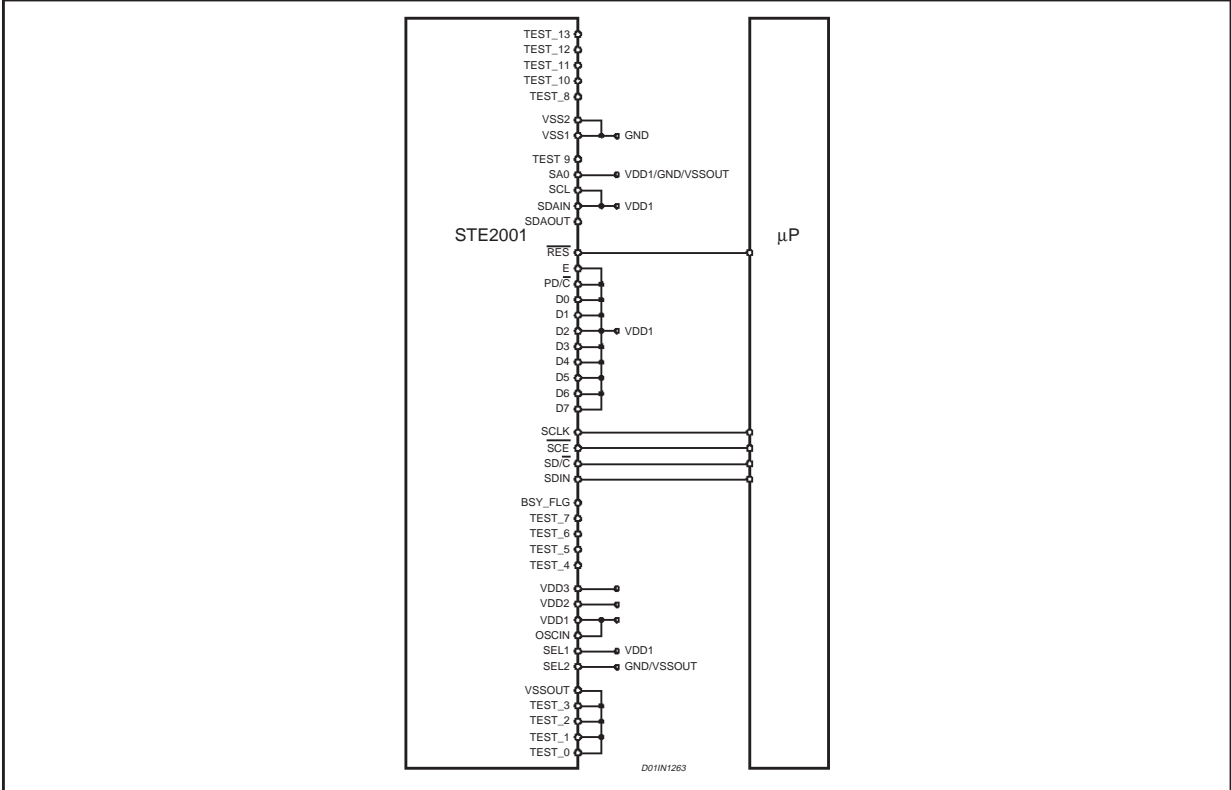 TEST_13
TEST_12
TEST_11
TEST_10
TEST_8
VSS2
VSS1 GND
TEST 9
SA0 VDD1/GND/VSSOUT
SCL
SDAIN VDD1
SDAOUT
STE2001 μP
RES
E
PD/C
D0
D1
D2 VDD1
D3
D4
D5
D6
D7
SCLK
SCE
SD/C
SDIN
BSY_FLG
TEST_7
TEST_6
TEST_5
TEST_4
VDD3
VDD2
VDD1
OSCIN
SEL1 VDD1
SEL2 GND/VSSOUT
VSSOUT
TEST_3
TEST_2
TEST_1
TEST_0
D01IN1263